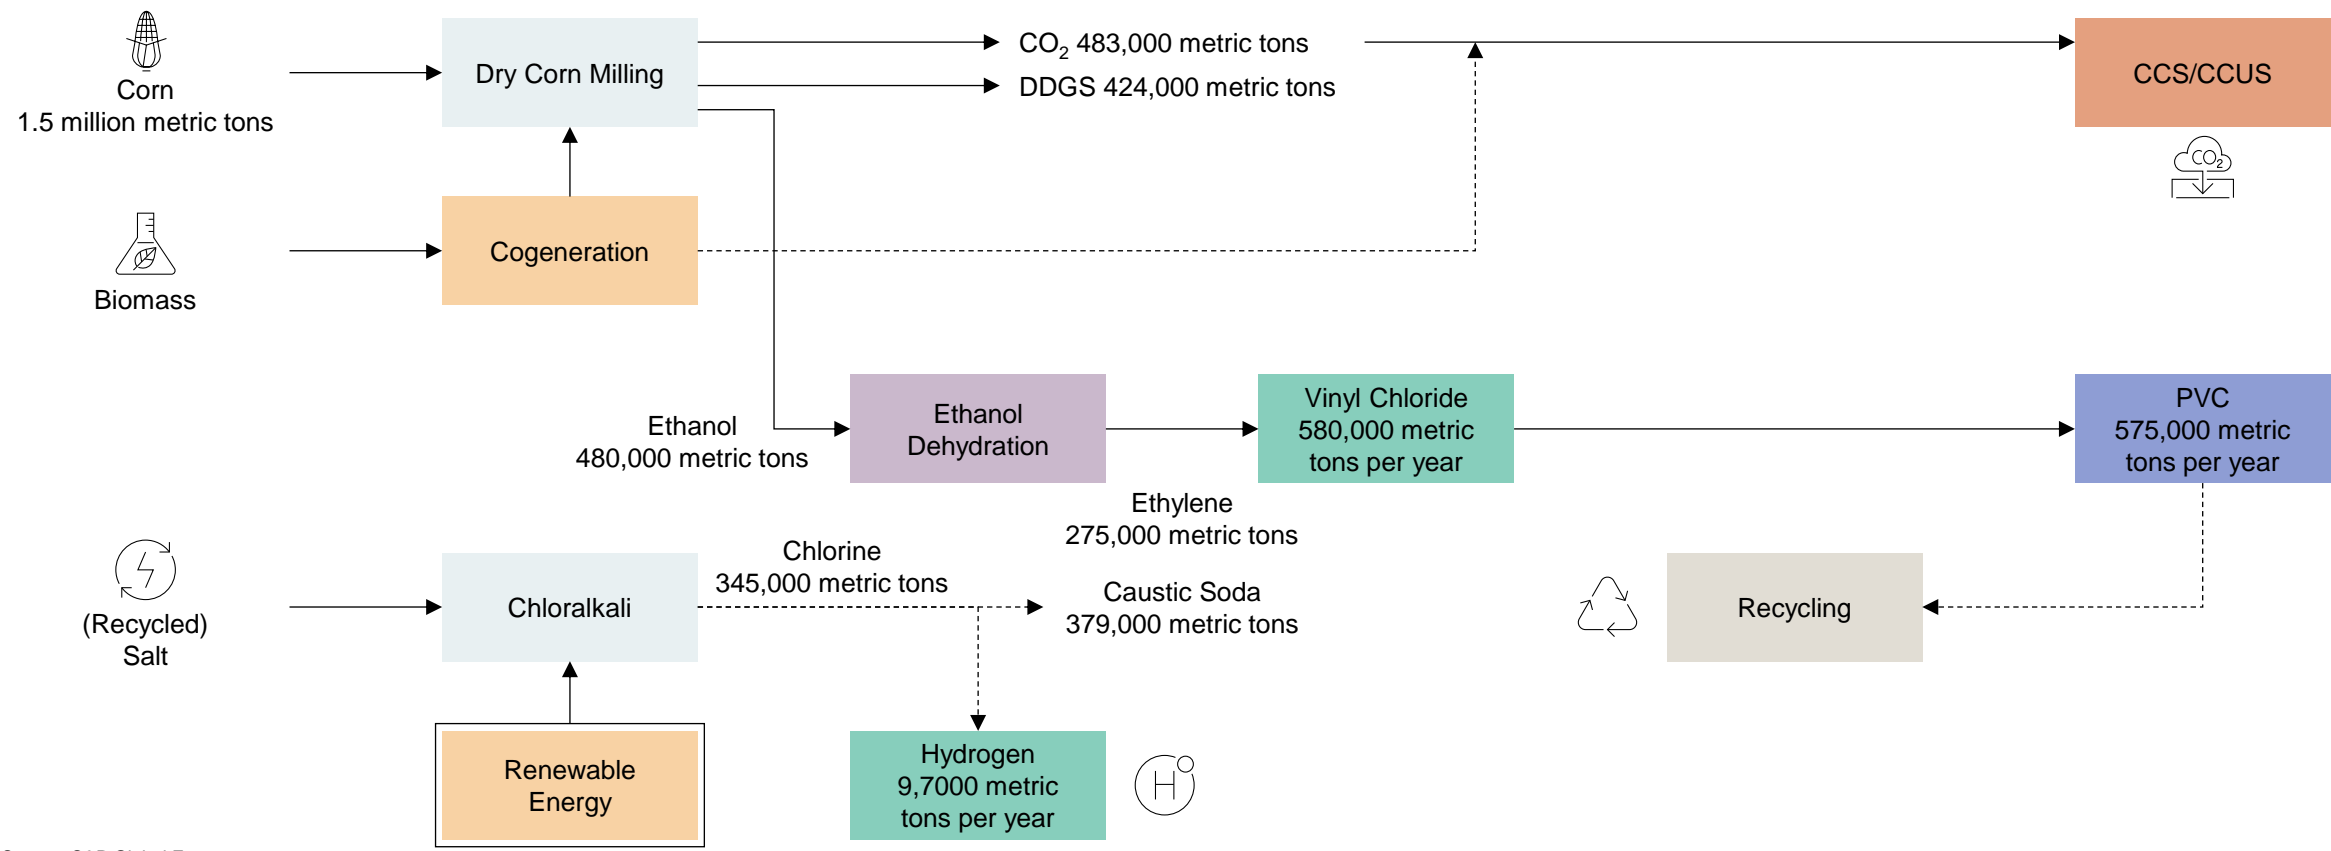 Corn
1.5 million metric tons
Dry Corn Milling
CO₂ 483,000 metric tons
DDGS 424,000 metric tons
CCS/CCUS
CO₂
Biomass
Cogeneration
Ethanol
480,000 metric tons
Ethanol
Dehydration
Vinyl Chloride
580,000 metric
tons per year
PVC
575,000 metric
tons per year
Ethylene
275,000 metric tons
(Recycled)
Salt
Chloralkali
Chlorine
345,000 metric tons
Caustic Soda
379,000 metric tons
Recycling
Renewable
Energy
Hydrogen
9,7000 metric
tons per year
H